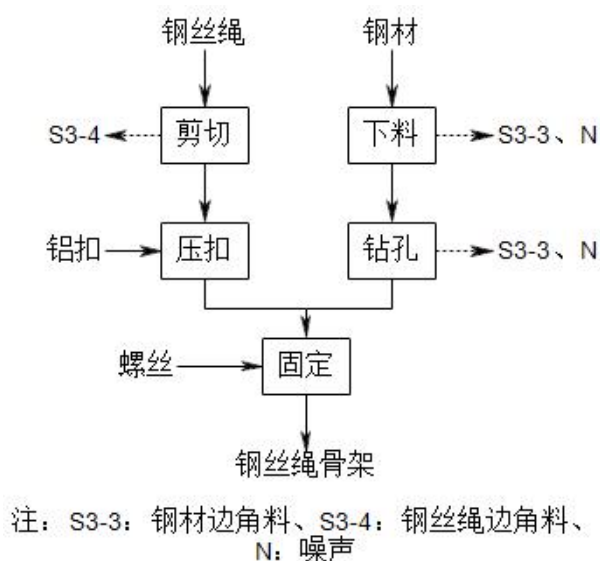 钢丝绳 钢材
S3-4 剪切 下料 S3-3、N
铝扣 压扣 钻孔 S3-3、N
螺丝 固定
钢丝绳骨架
注：S3-3：钢材边角料、S3-4：钢丝绳边角料、
N：噪声